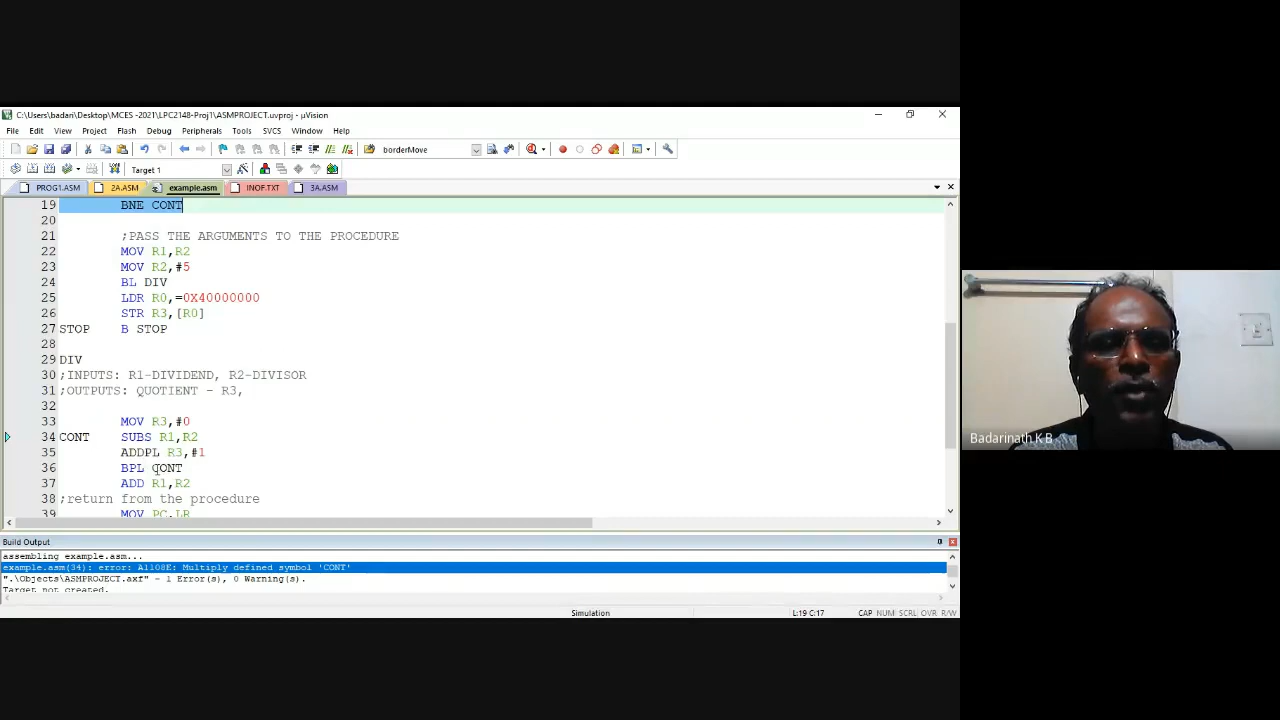 C:\Users\badari\Desktop\MCES -2021\LPC2148-Proj1\ASMPROJECT.uvproj - µVision
File Edit View Project Flash Debug Peripherals Tools SVCS Window Help
borderMove
Target 1
PROG1.ASM 2A.ASM example.asm INOF.TXT 3A.ASM
19 BNE CONT
20
21 ;PASS THE ARGUMENTS TO THE PROCEDURE
22 MOV R1,R2
23 MOV R2,#5
24 BL DIV
25 LDR R0,=0X40000000
26 STR R3,[R0]
27 STOP B STOP
28
29 DIV
30 ;INPUTS: R1-DIVIDEND, R2-DIVISOR
31 ;OUTPUTS: QUOTIENT - R3,
32
33 MOV R3,#0
34 CONT SUBS R1,R2
35 ADDPL R3,#1
36 BPL CONT
37 ADD R1,R2
38 ;return from the procedure
39 MOV PC,LR
Badarinath K B
Build Output
assembling example.asm...
example.asm(34): error: A1108E: Multiply defined symbol 'CONT'
".\Objects\ASMPROJECT.axf" - 1 Error(s), 0 Warning(s).
Target not created.
Simulation L:19 C:17 CAP NUM SCRL OVR R/W